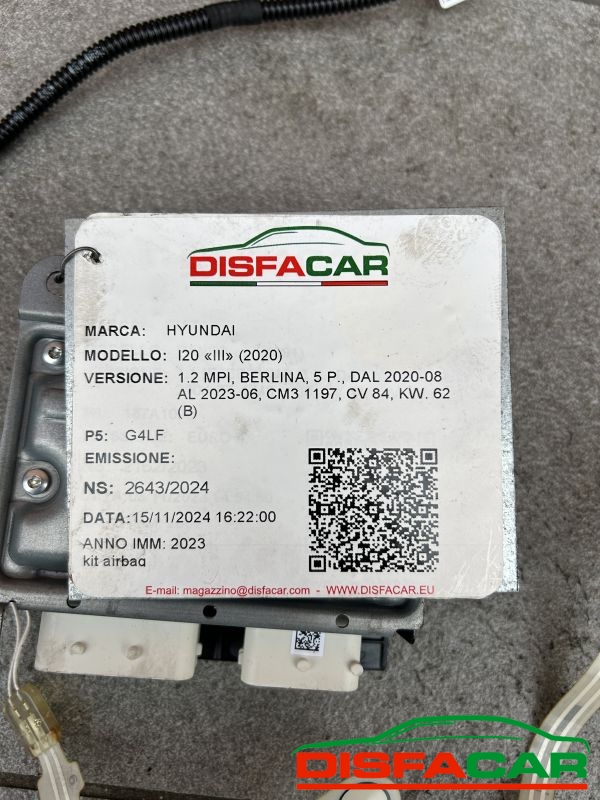 DISFACAR
MARCA: HYUNDAI
MODELLO: I20 «III» (2020)
VERSIONE: 1.2 MPI, BERLINA, 5 P., DAL 2020-08
AL 2023-06, CM3 1197, CV 84, KW. 62
(B)
P5: G4LF
EMISSIONE:
NS: 2643/2024
DATA:15/11/2024 16:22:00
ANNO IMM: 2023
kit airbag
E-mail: magazzino@disfacar.com - WWW.DISFACAR.EU
DISFACAR